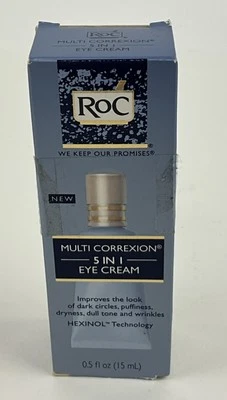 RoC
MULTI CORREXION®
5 IN 1
EYE CREAM
RoC
WE KEEP OUR PROMISES®
NEW
MULTI CORREXION®
5 IN 1
EYE CREAM
Improves the look
of dark circles, puffiness,
dryness, dull tone and wrinkles
HEXINOL™ Technology
0.5 fl oz (15 mL)